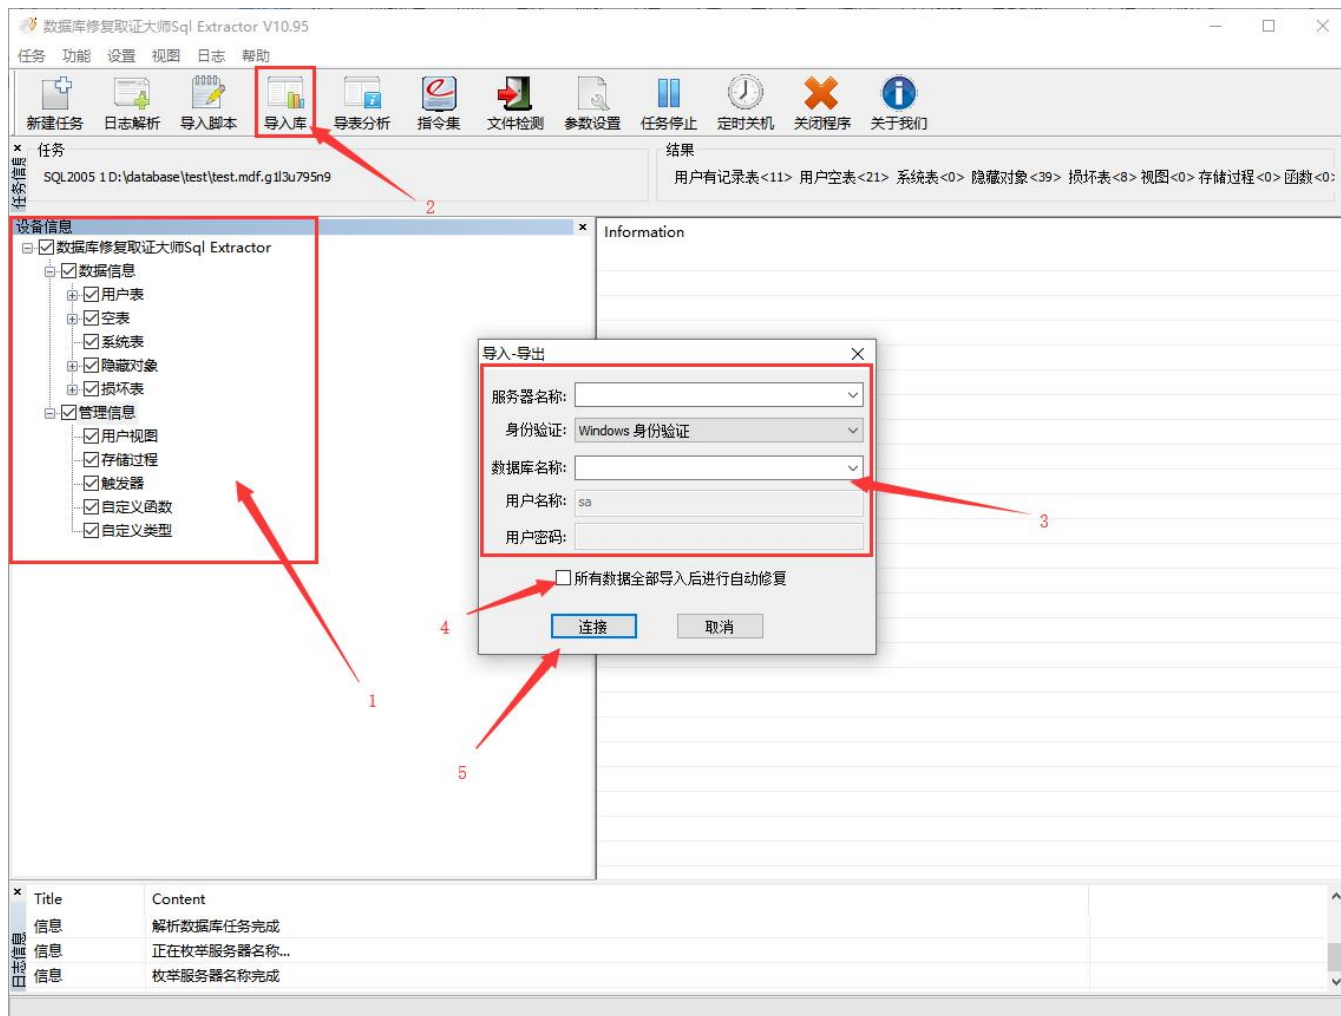 数据库修复取证大师Sql Extractor V10.95
任务 功能 设置 视图 日志 帮助
新建任务 日志解析 导入脚本 导入库 导表分析 指令集 文件检测 参数设置 任务停止 定时关机 关闭程序 关于我们
任务信息
任务
SQL2005 1 D:\database\test\test.mdf.g1l3u795n9
结果
用户有记录表<11> 用户空表<21> 系统表<0> 隐藏对象<39> 损坏表<8> 视图<0> 存储过程<0> 函数<0>
2
设备信息
数据库修复取证大师Sql Extractor
数据信息
用户表
空表
系统表
隐藏对象
损坏表
管理信息
用户视图
存储过程
触发器
自定义函数
自定义类型
1
Information
导入-导出
服务器名称:
身份验证: Windows 身份验证
数据库名称:
用户名称: sa
用户密码:
3
所有数据全部导入后进行自动修复
4
连接 取消
5
日志信息
Title Content
信息 解析数据库任务完成
信息 正在枚举服务器名称...
信息 枚举服务器名称完成